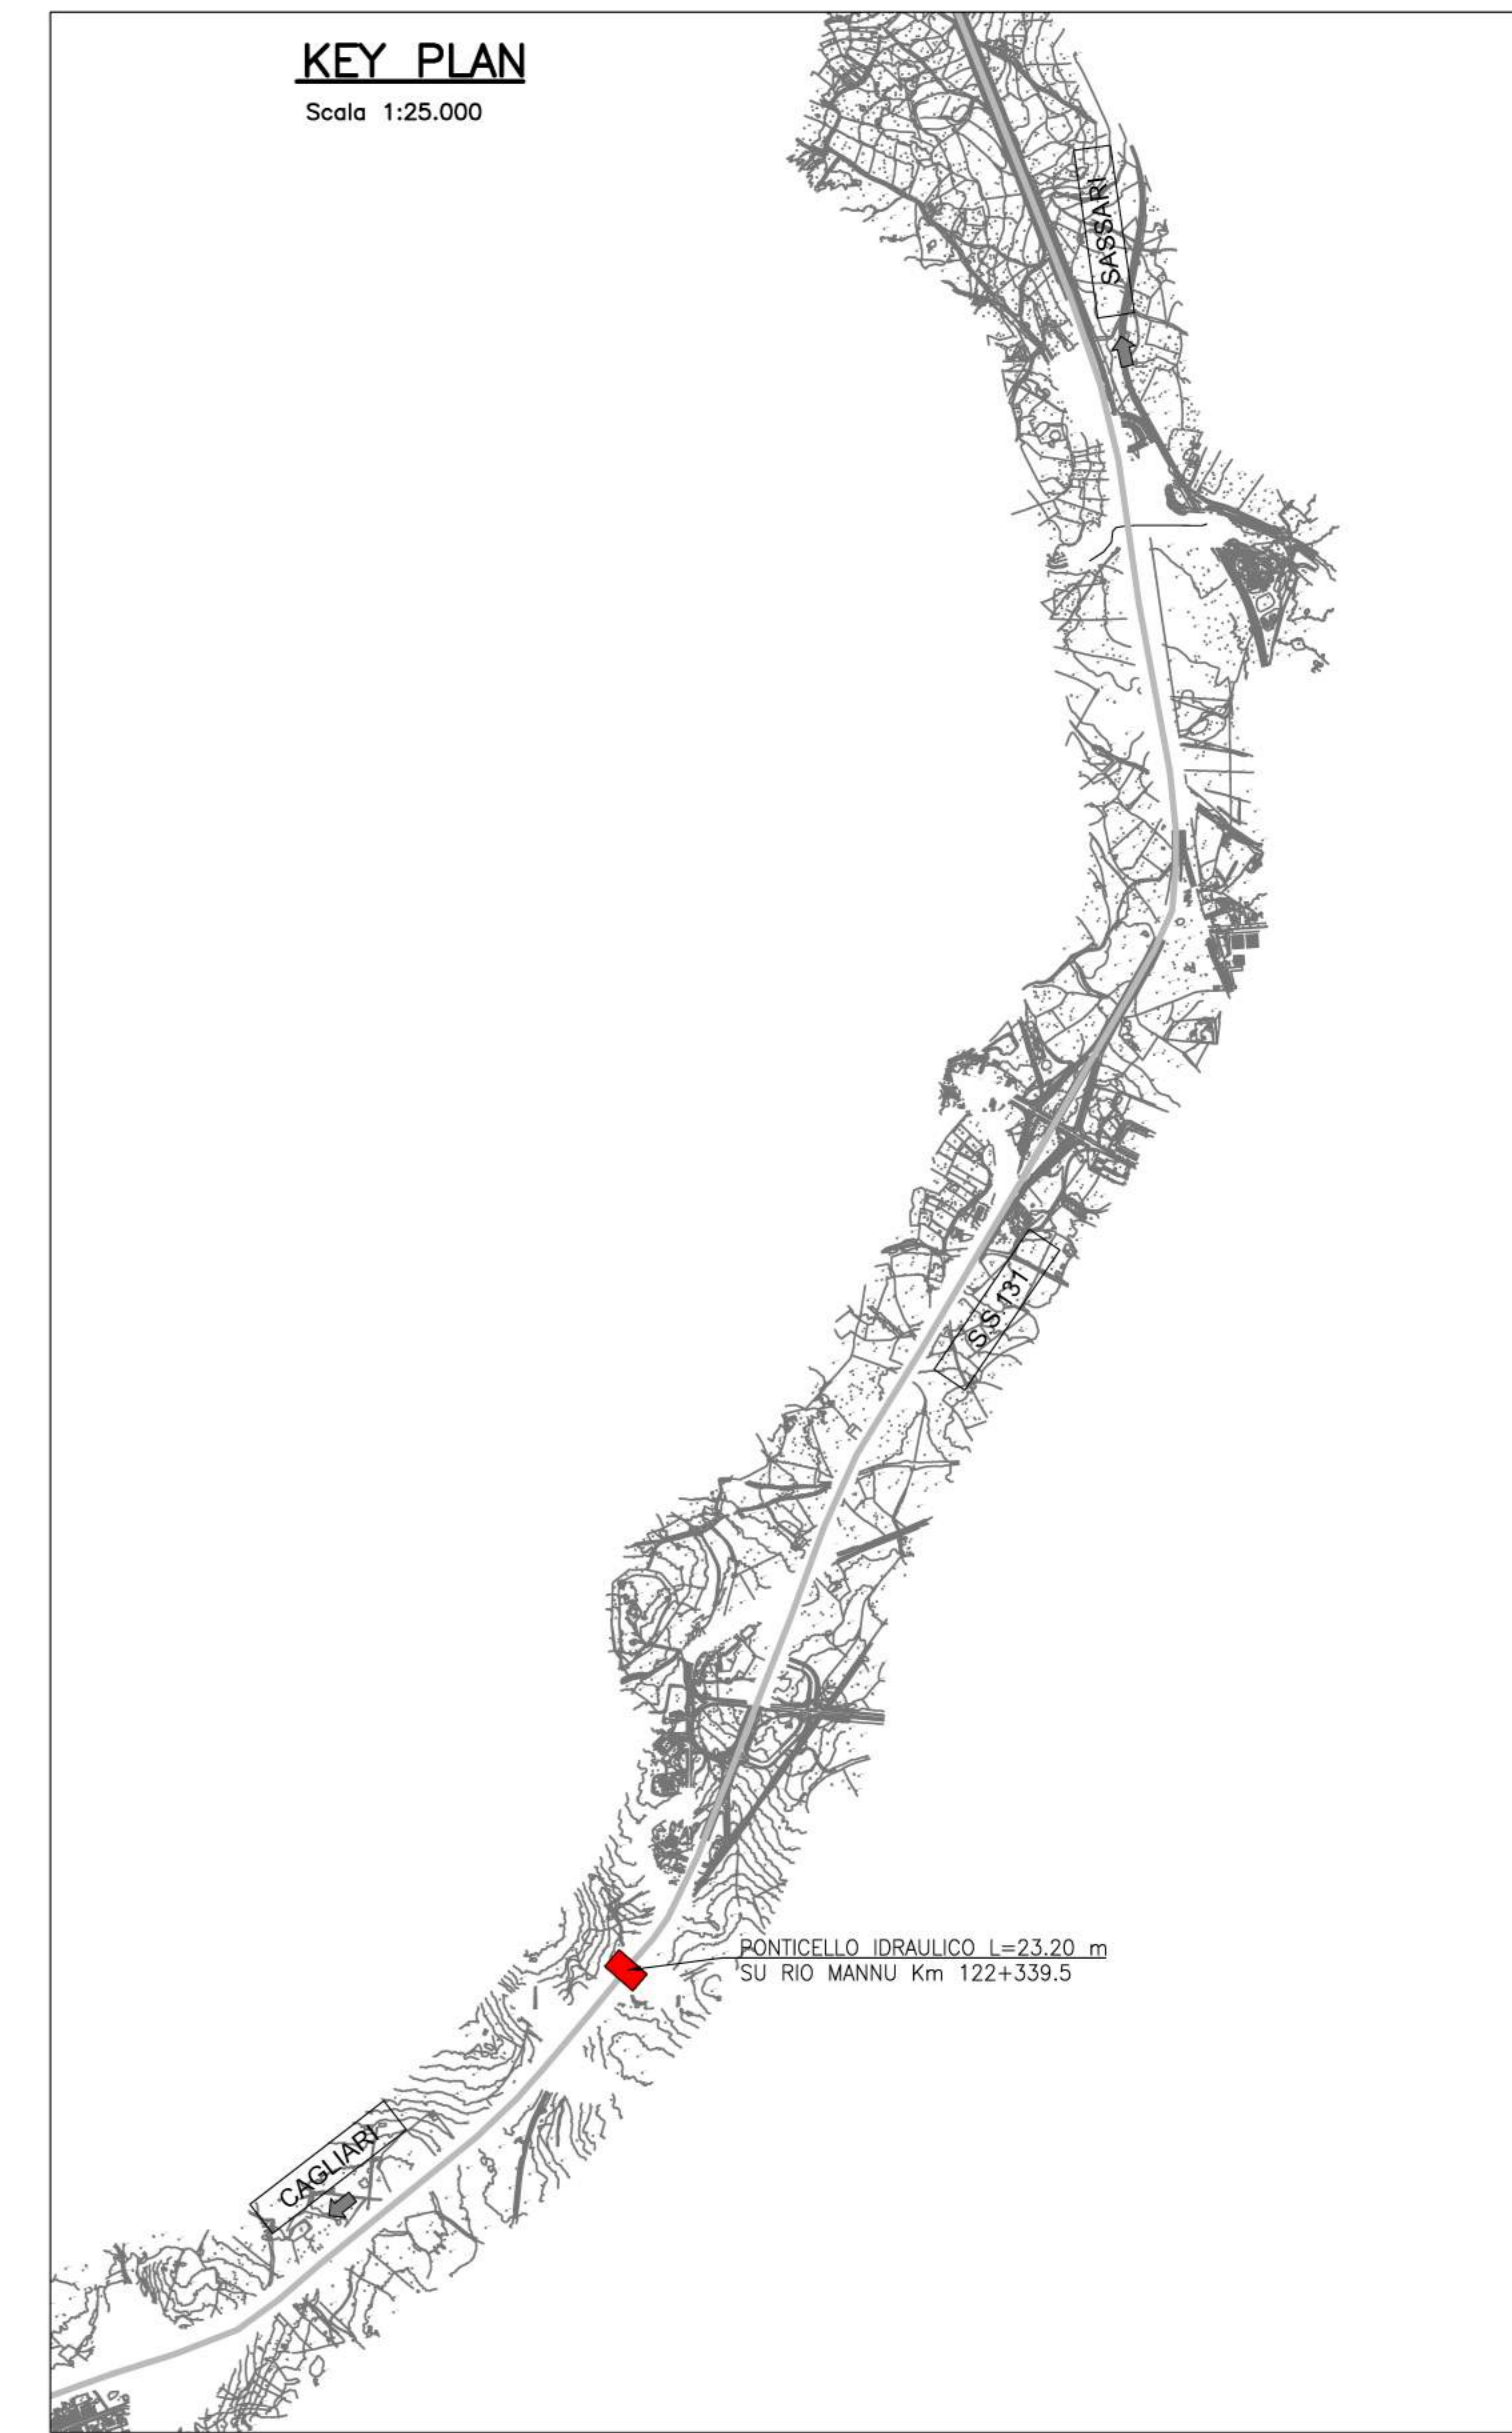 KEY PLAN
Scala 1:25.000
SASSARI
S.S.131
PONTICELLO IDRAULICO L=23.20 m
SU RIO MANNU Km 122+339.5
CAGLIARI